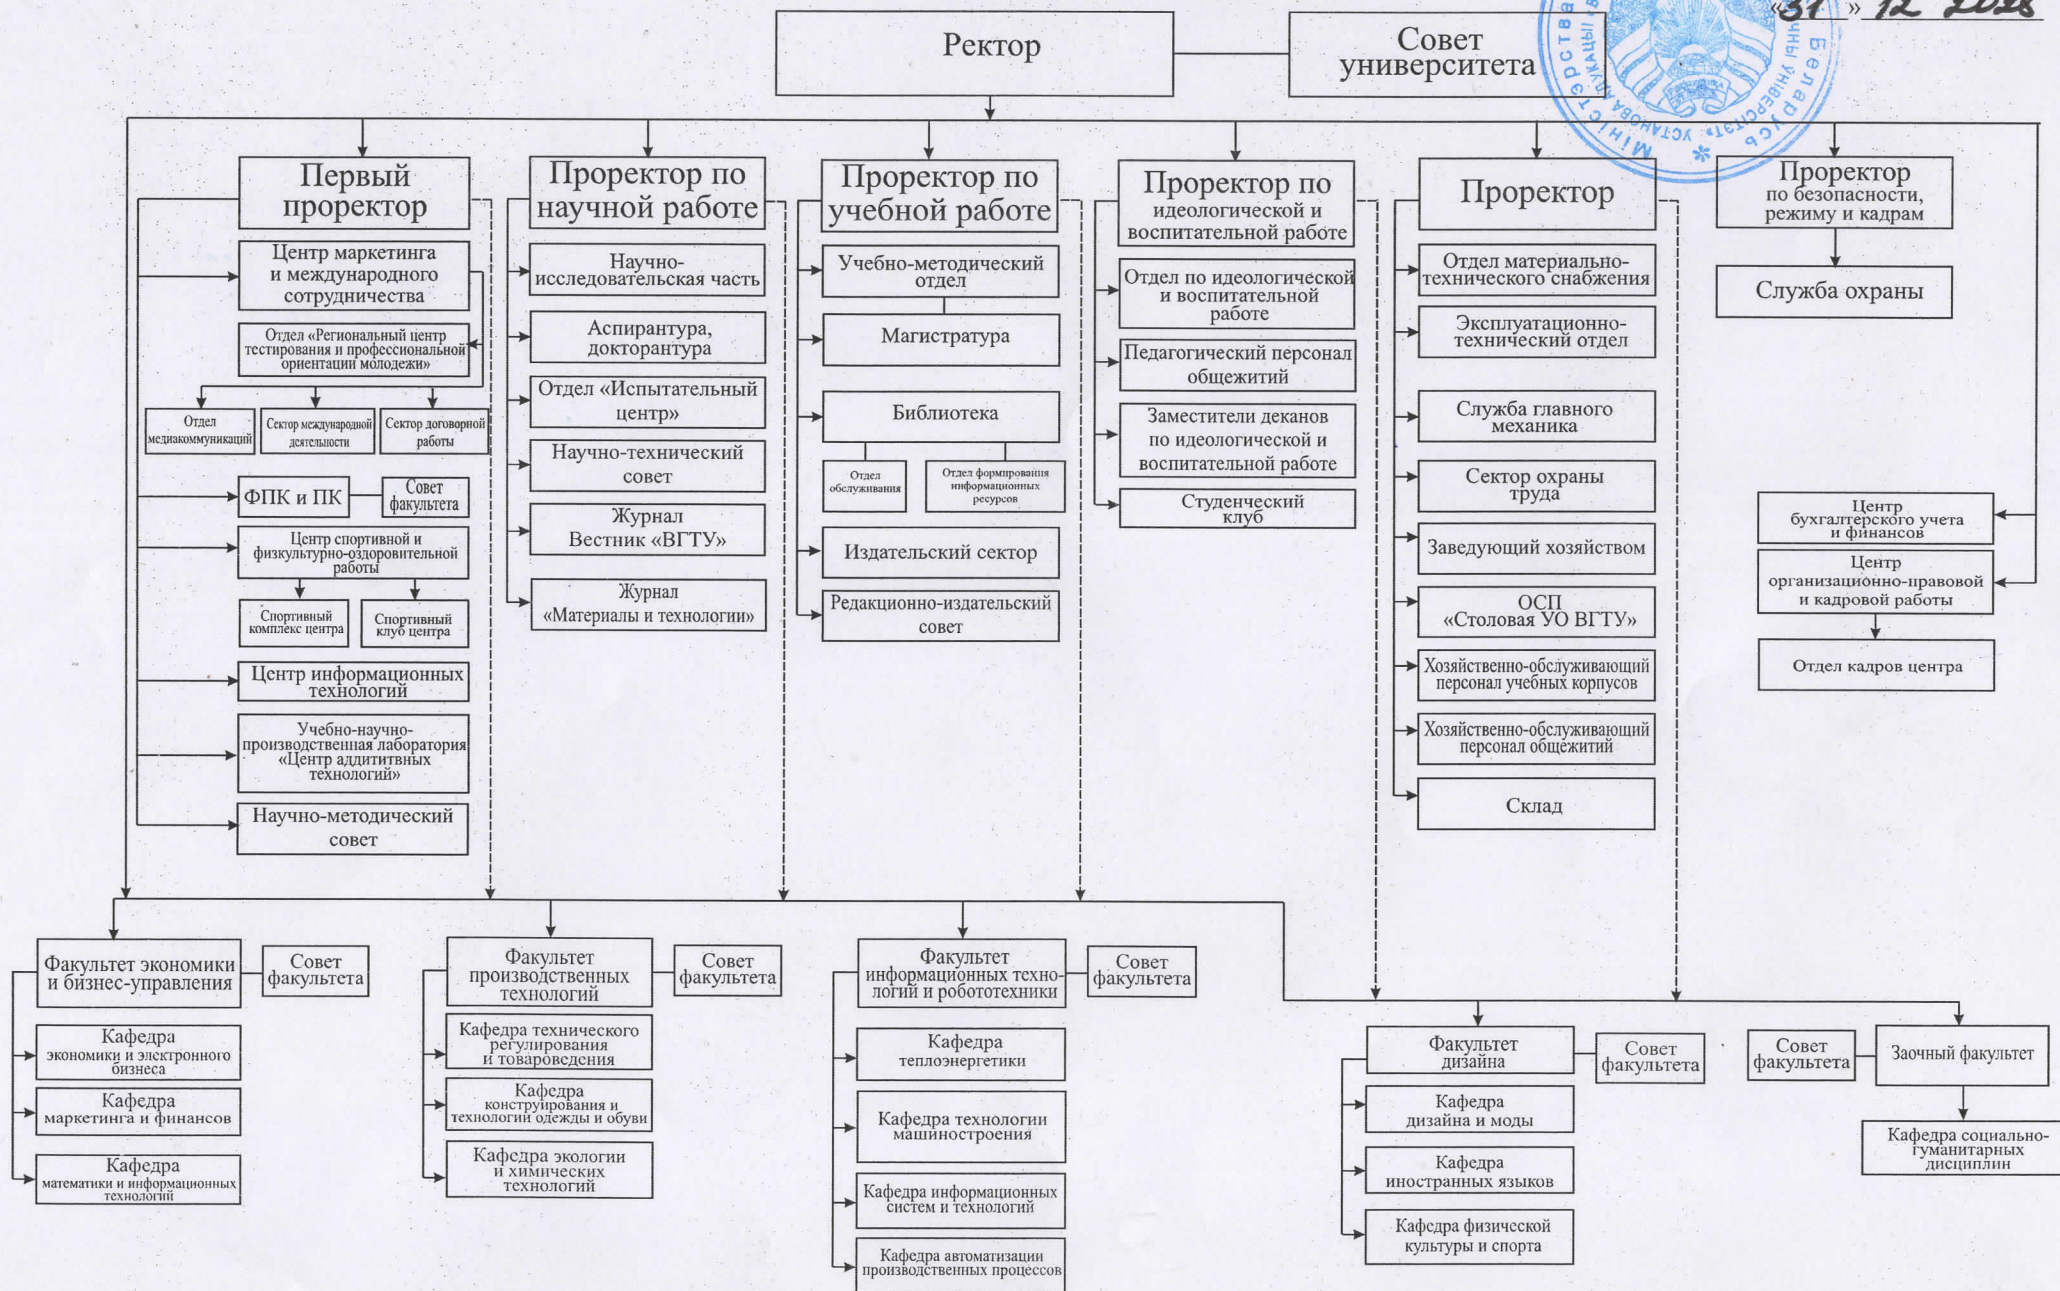 «31» 12 2025
Ректор
Совет
университета
Міністэрства
Беларусь
УСТАНОВА АДУКАЦЫІ
УНІВЕРСІТЭТ»
Первый
проректор
Проректор по
научной работе
Проректор по
учебной работе
Проректор по
идеологической и
воспитательной работе
Проректор
Проректор
по безопасности,
режиму и кадрам
Центр маркетинга
и международного
сотрудничества
Отдел «Региональный центр
тестирования и профессиональной
ориентации молодежи»
Отдел
медиакоммуникаций
Сектор международной
деятельности
Сектор договорной
работы
ФПК и ПК
Совет
факультета
Центр спортивной и
физкультурно-оздоровительной
работы
Спортивный
комплекс центра
Спортивный
клуб центра
Центр информационных
технологий
Учебно-научно-
производственная лаборатория
«Центр аддититвных
технологий»
Научно-методический
совет
Научно-
исследовательская часть
Аспирантура,
докторантура
Отдел «Испытательный
центр»
Научно-технический
совет
Журнал
Вестник «ВГТУ»
Журнал
«Материалы и технологии»
Учебно-методический
отдел
Магистратура
Библиотека
Отдел
обслуживания
Отдел формирования
информационных
ресурсов
Издательский сектор
Редакционно-издательский
совет
Отдел по идеологической
и воспитательной
работе
Педагогический персонал
общежитий
Заместители деканов
по идеологической и
воспитательной работе
Студенческий
клуб
Отдел материально-
технического снабжения
Эксплуатационно-
технический отдел
Служба главного
механика
Сектор охраны
труда
Заведующий хозяйством
ОСП
«Столовая УО ВГТУ»
Хозяйственно-обслуживающий
персонал учебных корпусов
Хозяйственно-обслуживающий
персонал общежитий
Склад
Служба охраны
Центр
бухгалтерского учета
и финансов
Центр
организационно-правовой
и кадровой работы
Отдел кадров центра
Факультет экономики
и бизнес-управления
Совет
факультета
Кафедра
экономики и электронного
бизнеса
Кафедра
маркетинга и финансов
Кафедра
математики и информационных
технологий
Факультет
производственных
технологий
Совет
факультета
Кафедра технического
регулирования
и товароведения
Кафедра
конструирования и
технологии одежды и обуви
Кафедра экологии
и химических
технологий
Факультет
информационных техно-
логий и робототехники
Совет
факультета
Кафедра
теплоэнергетики
Кафедра технологии
машиностроения
Кафедра информационных
систем и технологий
Кафедра автоматизации
производственных процессов
Факультет
дизайна
Совет
факультета
Кафедра
дизайна и моды
Кафедра
иностранных языков
Кафедра физической
культуры и спорта
Совет
факультета
Заочный факультет
Кафедра социально-
гуманитарных
дисциплин